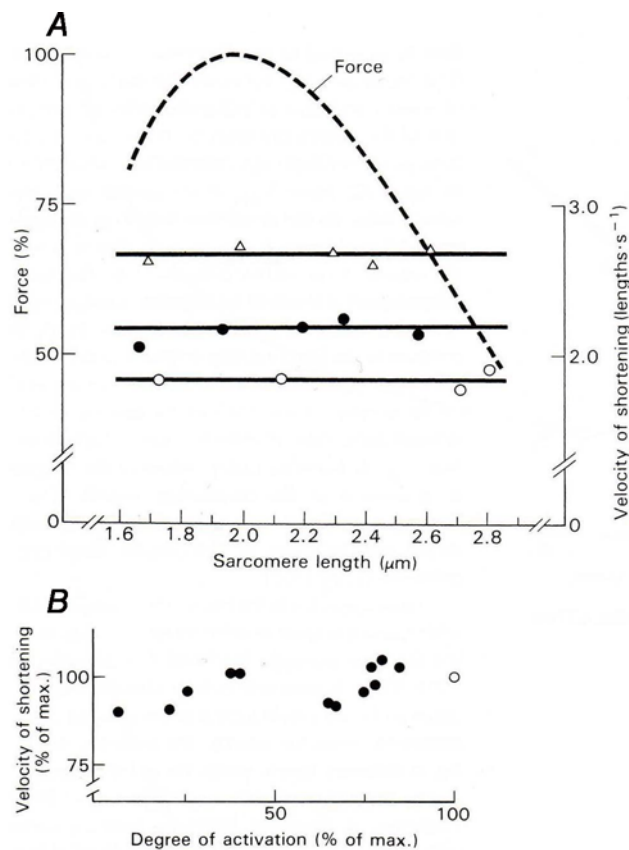 A
100
Force
75
3.0
Force (%)
Velocity of shortening (lengths·s⁻¹)
50
2.0
0
0
1.6 1.8 2.0 2.2 2.4 2.6 2.8
Sarcomere length (μm)
B
Velocity of shortening
(% of max.)
100
75
50 100
Degree of activation (% of max.)